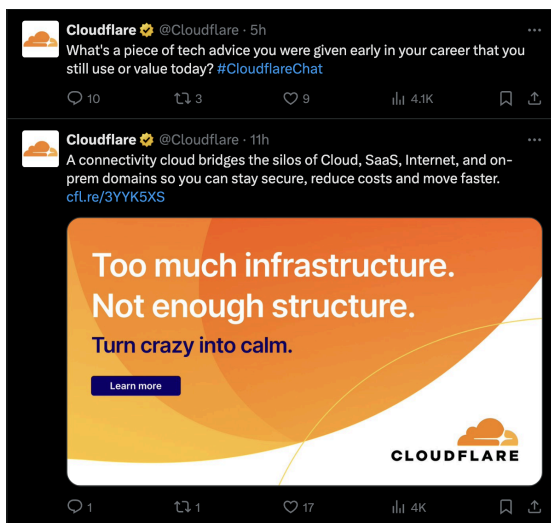 Cloudflare @Cloudflare · 5h
What's a piece of tech advice you were given early in your career that you
still use or value today? #CloudflareChat
10 3 9 4.1K
Cloudflare @Cloudflare · 11h
A connectivity cloud bridges the silos of Cloud, SaaS, Internet, and on-
prem domains so you can stay secure, reduce costs and move faster.
cfl.re/3YYK5XS
Too much infrastructure.
Not enough structure.
Turn crazy into calm.
Learn more
CLOUDFLARE
1 1 17 4K